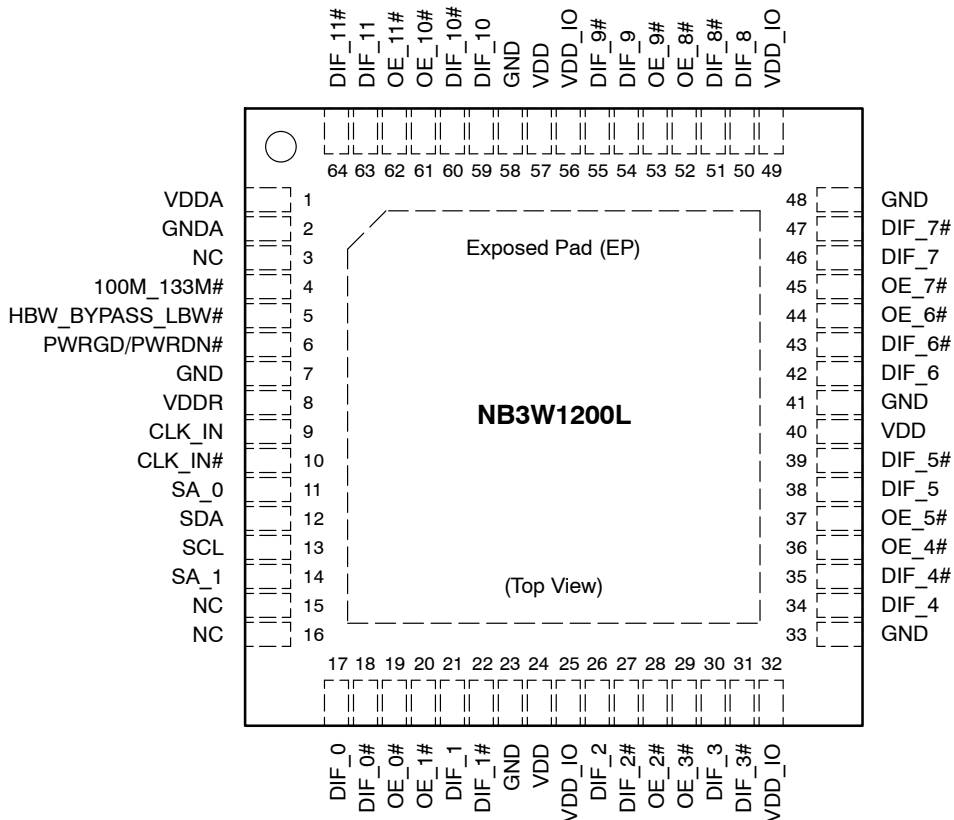 DIF_11#
DIF_11
OE_11#
OE_10#
DIF_10#
DIF_10
GND
VDD
VDD_IO
DIF_9#
DIF_9
OE_9#
OE_8#
DIF_8#
DIF_8
VDD_IO
64 63 62 61 60 59 58 57 56 55 54 53 52 51 50 49
VDDA 1 48 GND
GNDA 2 47 DIF_7#
NC 3 46 DIF_7
100M_133M# 4 45 OE_7#
HBW_BYPASS_LBW# 5 44 OE_6#
PWRGD/PWRDN# 6 43 DIF_6#
GND 7 42 DIF_6
VDDR 8 41 GND
CLK_IN 9 40 VDD
CLK_IN# 10 39 DIF_5#
SA_0 11 38 DIF_5
SDA 12 37 OE_5#
SCL 13 36 OE_4#
SA_1 14 35 DIF_4#
NC 15 34 DIF_4
NC 16 33 GND
Exposed Pad (EP)
NB3W1200L
(Top View)
17 18 19 20 21 22 23 24 25 26 27 28 29 30 31 32
DIF_0
DIF_0#
OE_0#
OE_1#
DIF_1
DIF_1#
GND
VDD
VDD_IO
DIF_2
DIF_2#
OE_2#
OE_3#
DIF_3
DIF_3#
VDD_IO